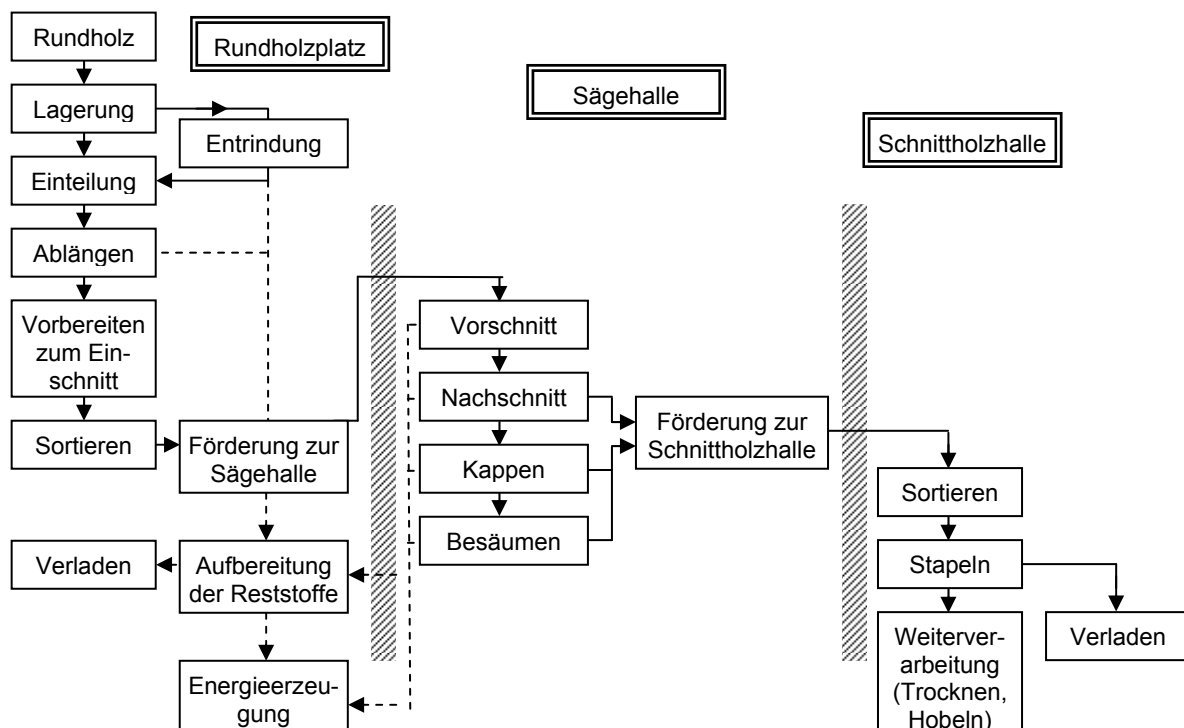 Rundholz
Rundholzplatz
Lagerung
Entrindung
Einteilung
Ablängen
Vorbereiten
zum Ein-
schnitt
Sortieren
Förderung zur
Sägehalle
Verladen
Aufbereitung
der Reststoffe
Energieerzeu-
gung
Sägehalle
Vorschnitt
Nachschnitt
Kappen
Besäumen
Förderung zur
Schnittholzhalle
Schnittholzhalle
Sortieren
Stapeln
Weiterver-
arbeitung
(Trocknen,
Hobeln)
Verladen